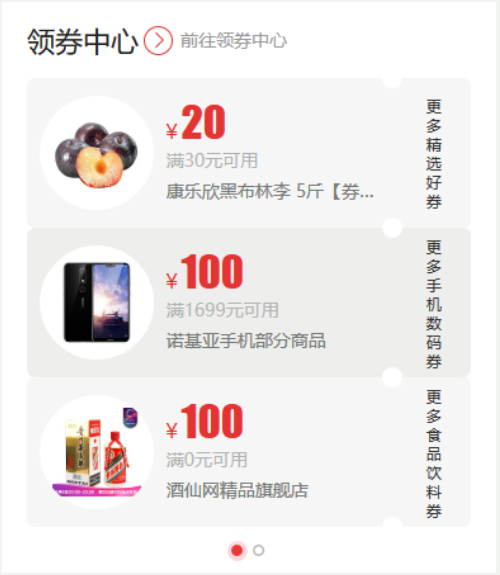 领券中心 前往领券中心
¥20
满30元可用
康乐欣黑布林李 5斤【券...
更多精选好券
¥100
满1699元可用
诺基亚手机部分商品
更多手机数码券
¥100
满0元可用
酒仙网精品旗舰店
更多食品饮料券